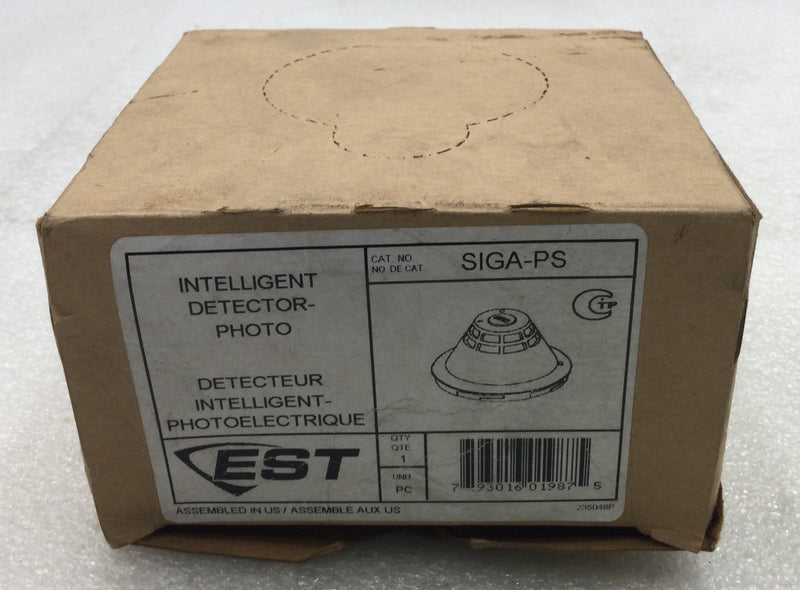 INTELLIGENT
DETECTOR-
PHOTO
DETECTEUR
INTELLIGENT-
PHOTOELECTRIQUE
CAT. NO
NO. DE CAT.
SIGA-PS
EST
QTY
QTE
1
UNIT
PC
7 93016 01987 5
ASSEMBLED IN US / ASSEMBLÉ AUX US
235048P